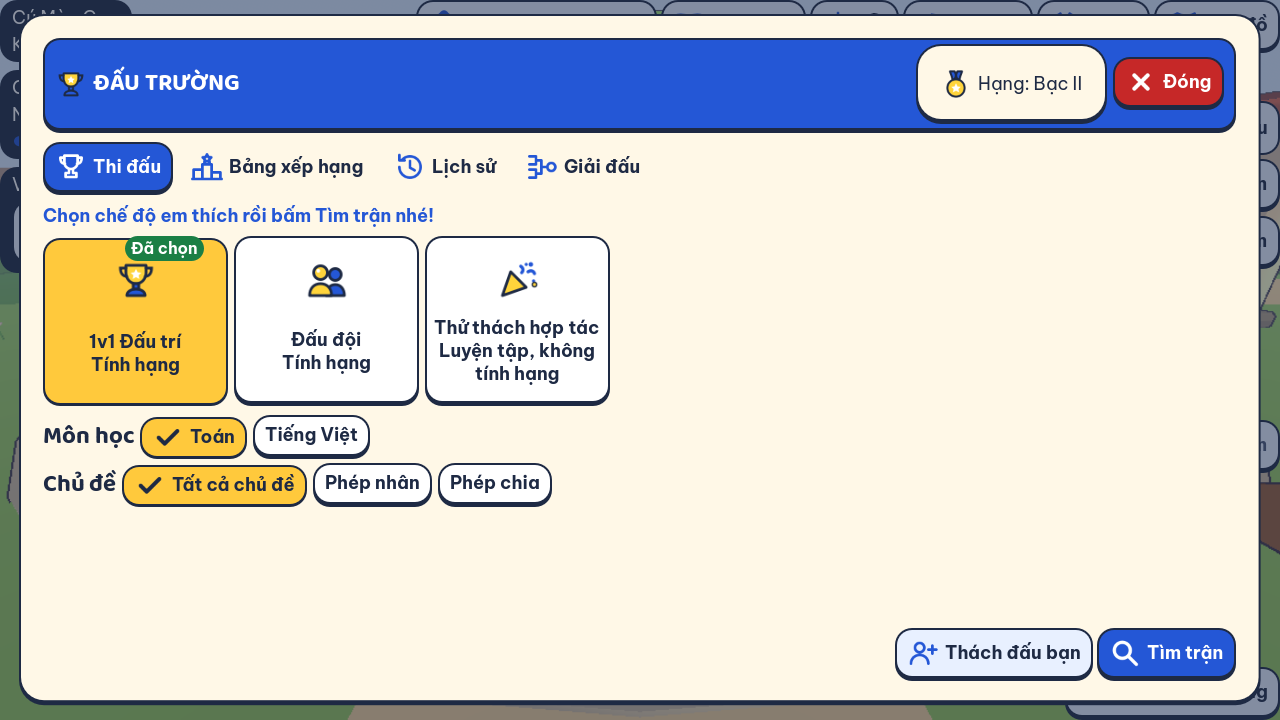 ĐẤU TRƯỜNG
Hạng: Bạc II
Đóng
Thi đấu
Bảng xếp hạng
Lịch sử
Giải đấu
Chọn chế độ em thích rồi bấm Tìm trận nhé!
Đã chọn
1v1 Đấu trí
Tính hạng
Đấu đội
Tính hạng
Thử thách hợp tác
Luyện tập, không
tính hạng
Môn học
Toán
Tiếng Việt
Chủ đề
Tất cả chủ đề
Phép nhân
Phép chia
Thách đấu bạn
Tìm trận